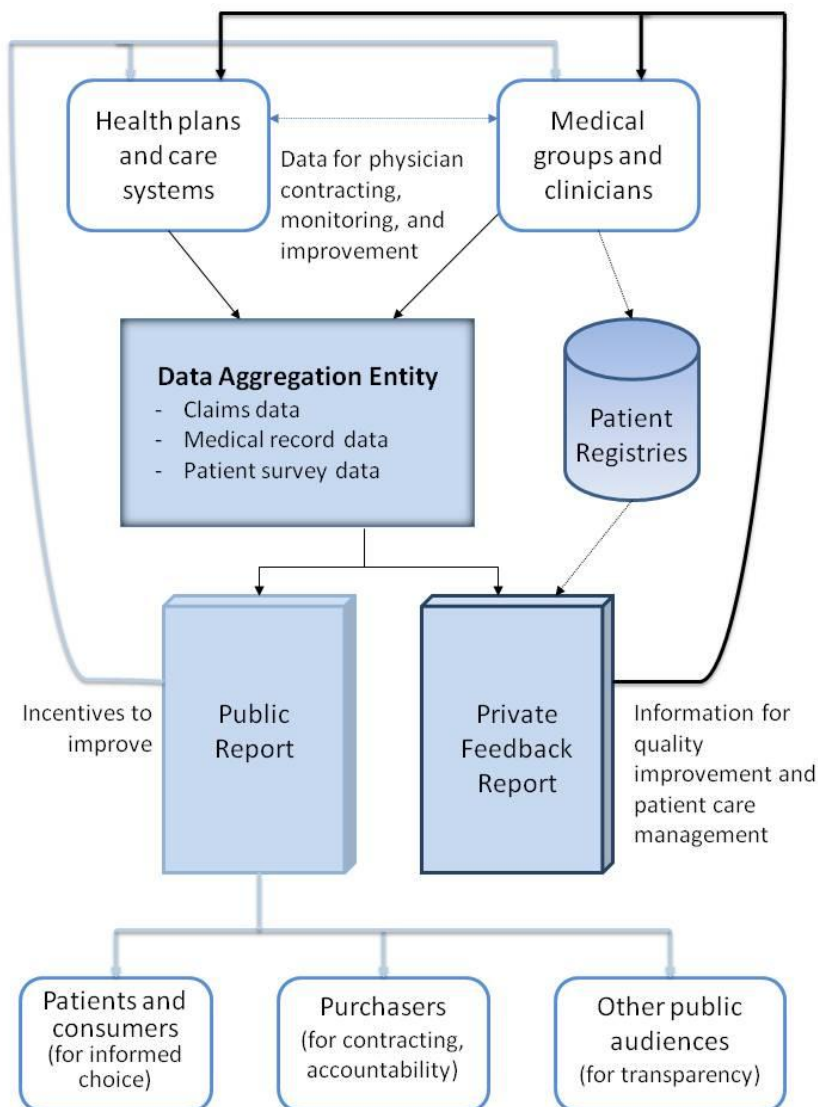 Health plans
and care
systems
Medical
groups and
clinicians
Data for physician
contracting,
monitoring, and
improvement
Data Aggregation Entity
- Claims data
- Medical record data
- Patient survey data
Patient
Registries
Public
Report
Private
Feedback
Report
Incentives to
improve
Information for
quality
improvement and
patient care
management
Patients and
consumers
(for informed
choice)
Purchasers
(for contracting,
accountability)
Other public
audiences
(for transparency)